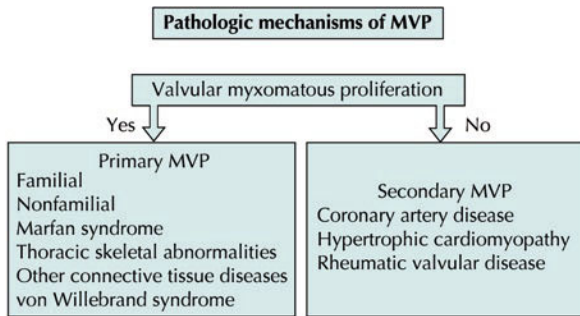 Pathologic mechanisms of MVP
Valvular myxomatous proliferation
Yes
No
Primary MVP
Familial
Nonfamilial
Marfan syndrome
Thoracic skeletal abnormalities
Other connective tissue diseases
von Willebrand syndrome
Secondary MVP
Coronary artery disease
Hypertrophic cardiomyopathy
Rheumatic valvular disease